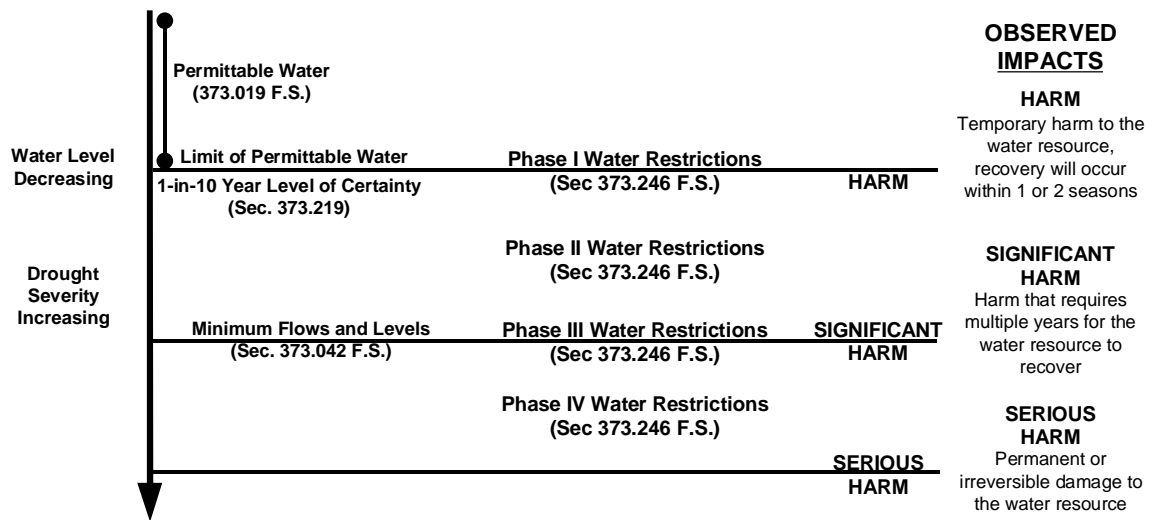 OBSERVED
IMPACTS
Permittable Water
(373.019 F.S.)
HARM
Temporary harm to the
water resource,
recovery will occur
within 1 or 2 seasons
Water Level
Decreasing
Limit of Permittable Water
1-in-10 Year Level of Certainty
(Sec. 373.219)
Phase I Water Restrictions
(Sec 373.246 F.S.)
HARM
Phase II Water Restrictions
(Sec 373.246 F.S.)
SIGNIFICANT
HARM
Harm that requires
multiple years for the
water resource to
recover
Drought
Severity
Increasing
Minimum Flows and Levels
(Sec. 373.042 F.S.)
Phase III Water Restrictions
(Sec 373.246 F.S.)
SIGNIFICANT
HARM
Phase IV Water Restrictions
(Sec 373.246 F.S.)
SERIOUS
HARM
Permanent or
irreversible damage to
the water resource
SERIOUS
HARM